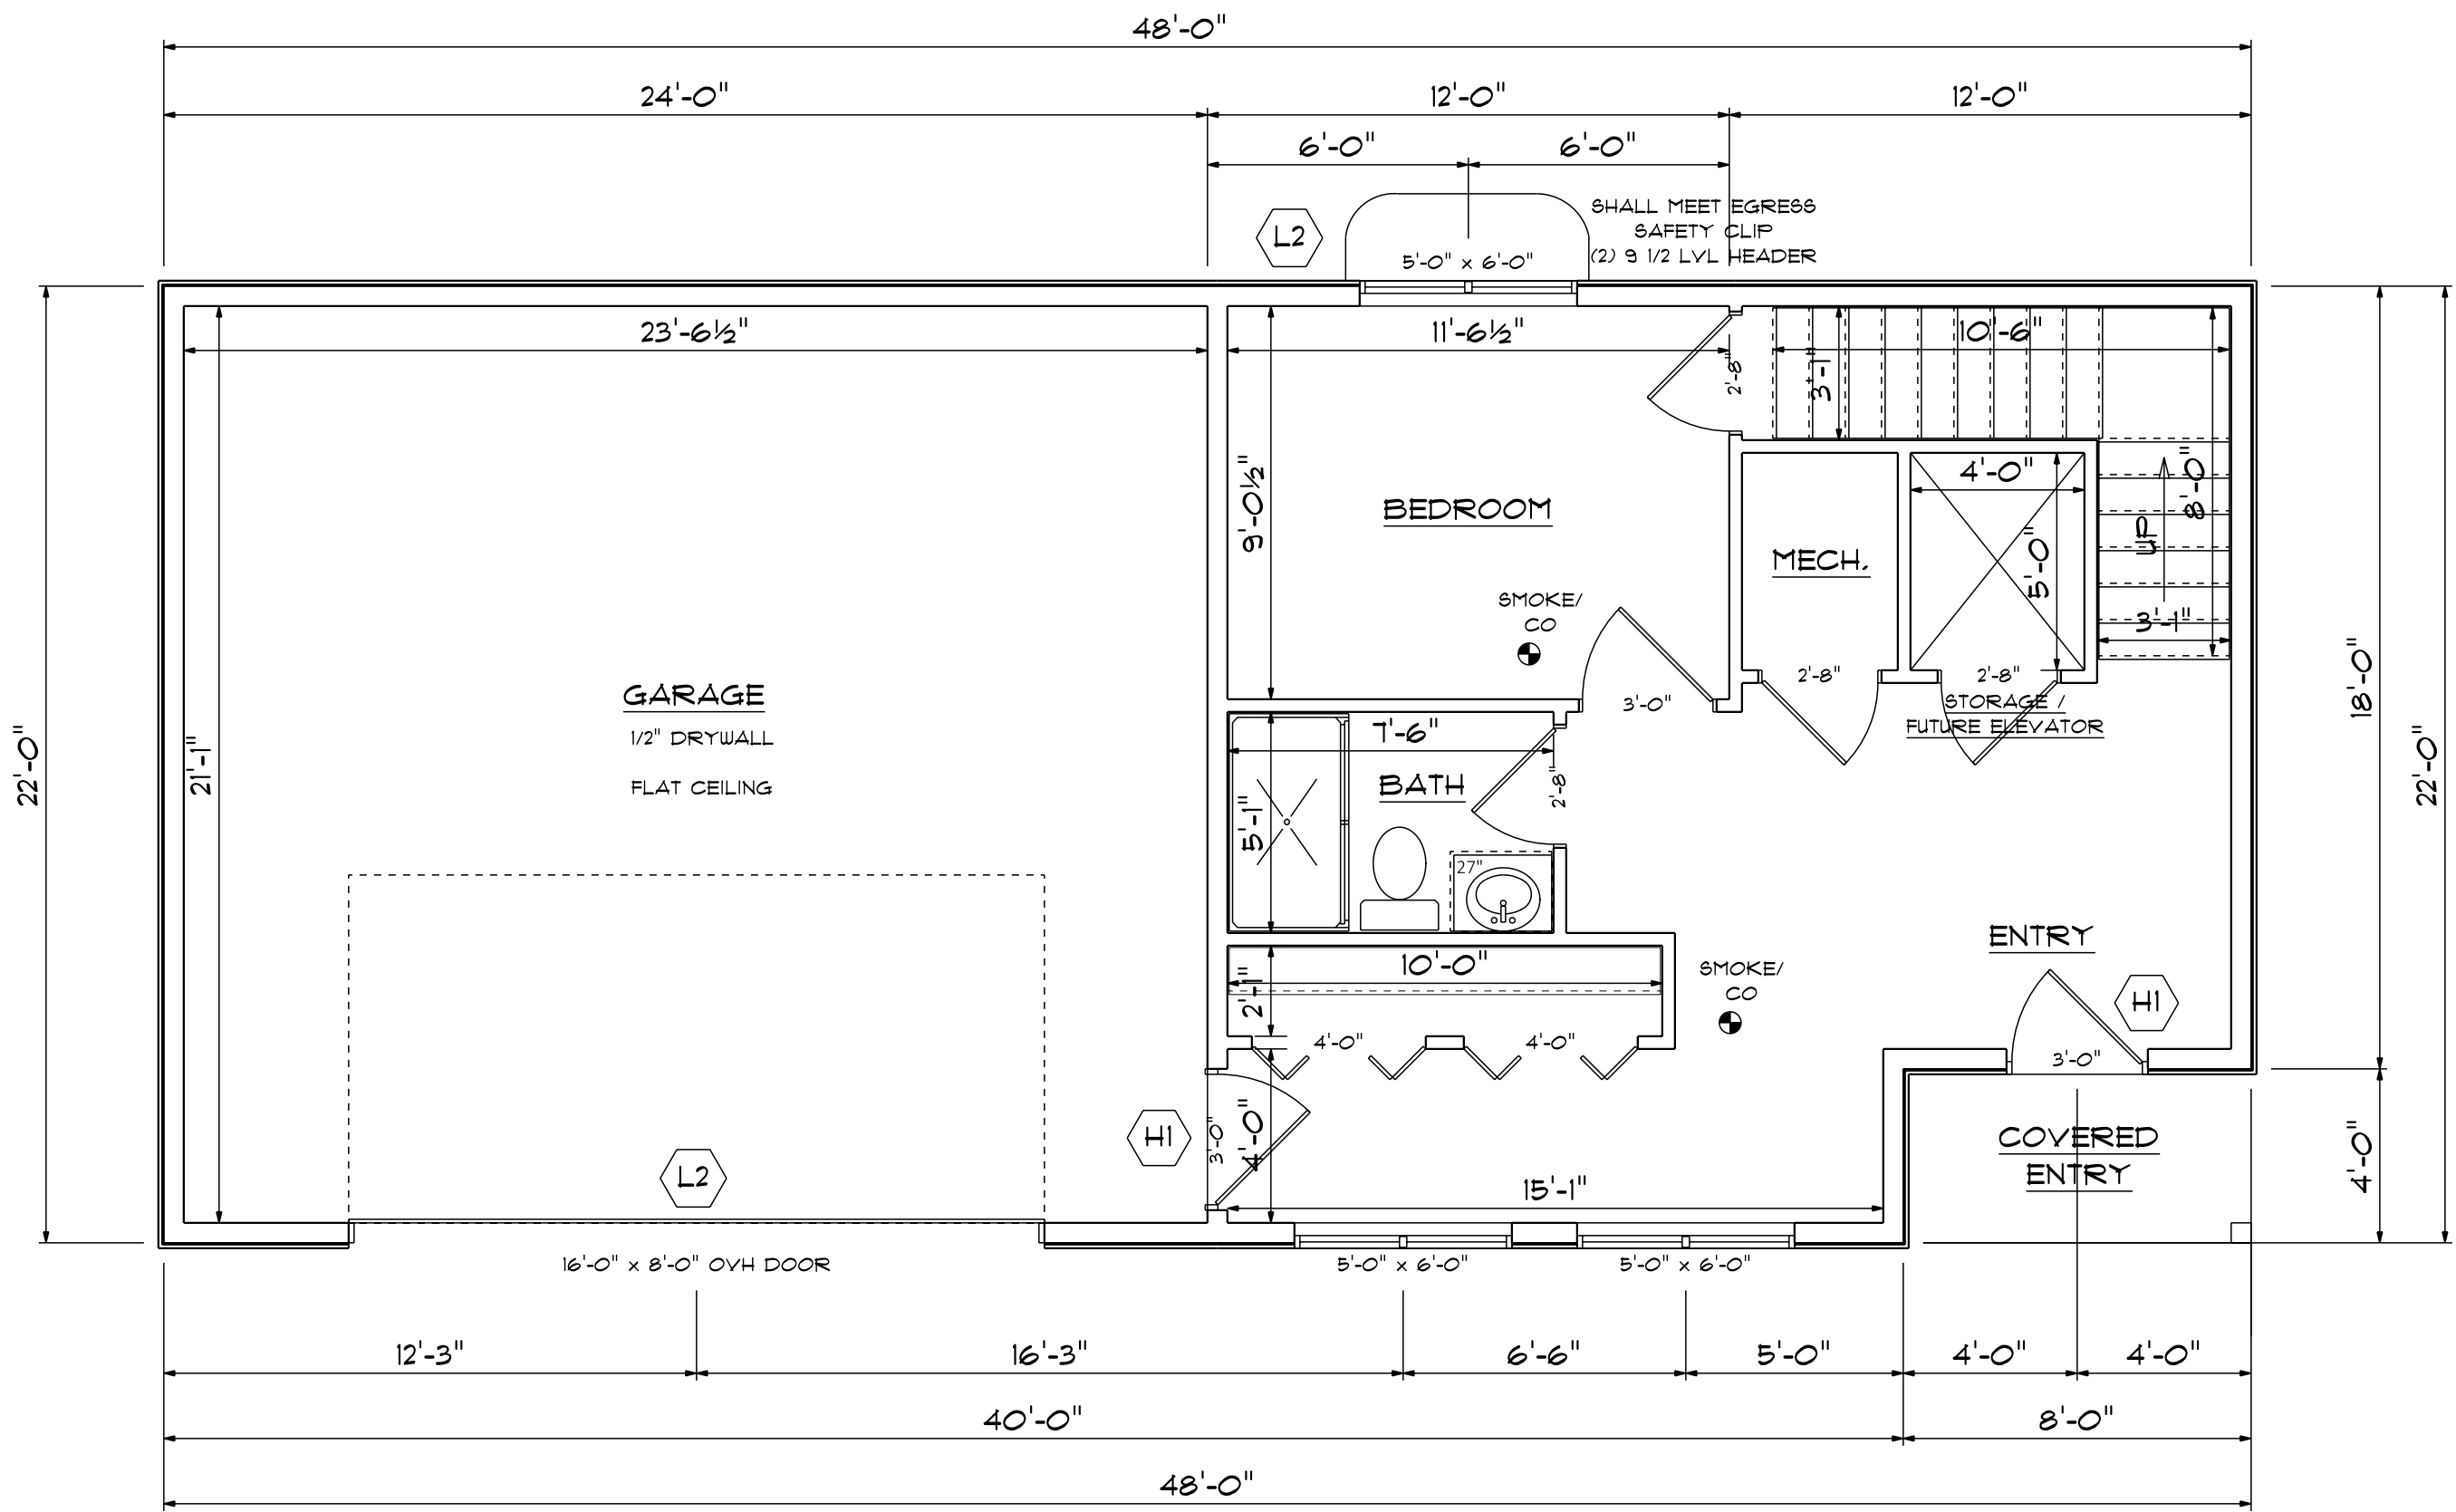 48'-0"
24'-0"
12'-0"
12'-0"
6'-0"
6'-0"
L2
SHALL MEET EGRESS
SAFETY CLIP
(2) 9 1/2 LVL HEADER
5'-0" x 6'-0"
23'-6½"
11'-6½"
10'-6"
2'-8"
3'-1"
9'-0½"
BEDROOM
4'-0"
8'-0"
MECH.
5'-0"
UP
SMOKE/
CO
3'-1"
2'-8"
2'-8"
3'-0"
STORAGE /
FUTURE ELEVATOR
18'-0"
GARAGE
1/2" DRYWALL
FLAT CEILING
22'-0"
21'-1"
7'-6"
BATH
2'-8"
5'-1"
22'-0"
27"
ENTRY
10'-0"
SMOKE/
CO
2'-1"
H1
4'-0"
4'-0"
3'-0"
H1
3'-0"
4'-0"
COVERED
ENTRY
4'-0"
L2
15'-1"
16'-0" x 8'-0" OVH DOOR
5'-0" x 6'-0"
5'-0" x 6'-0"
12'-3"
16'-3"
6'-6"
5'-0"
4'-0"
4'-0"
40'-0"
8'-0"
48'-0"